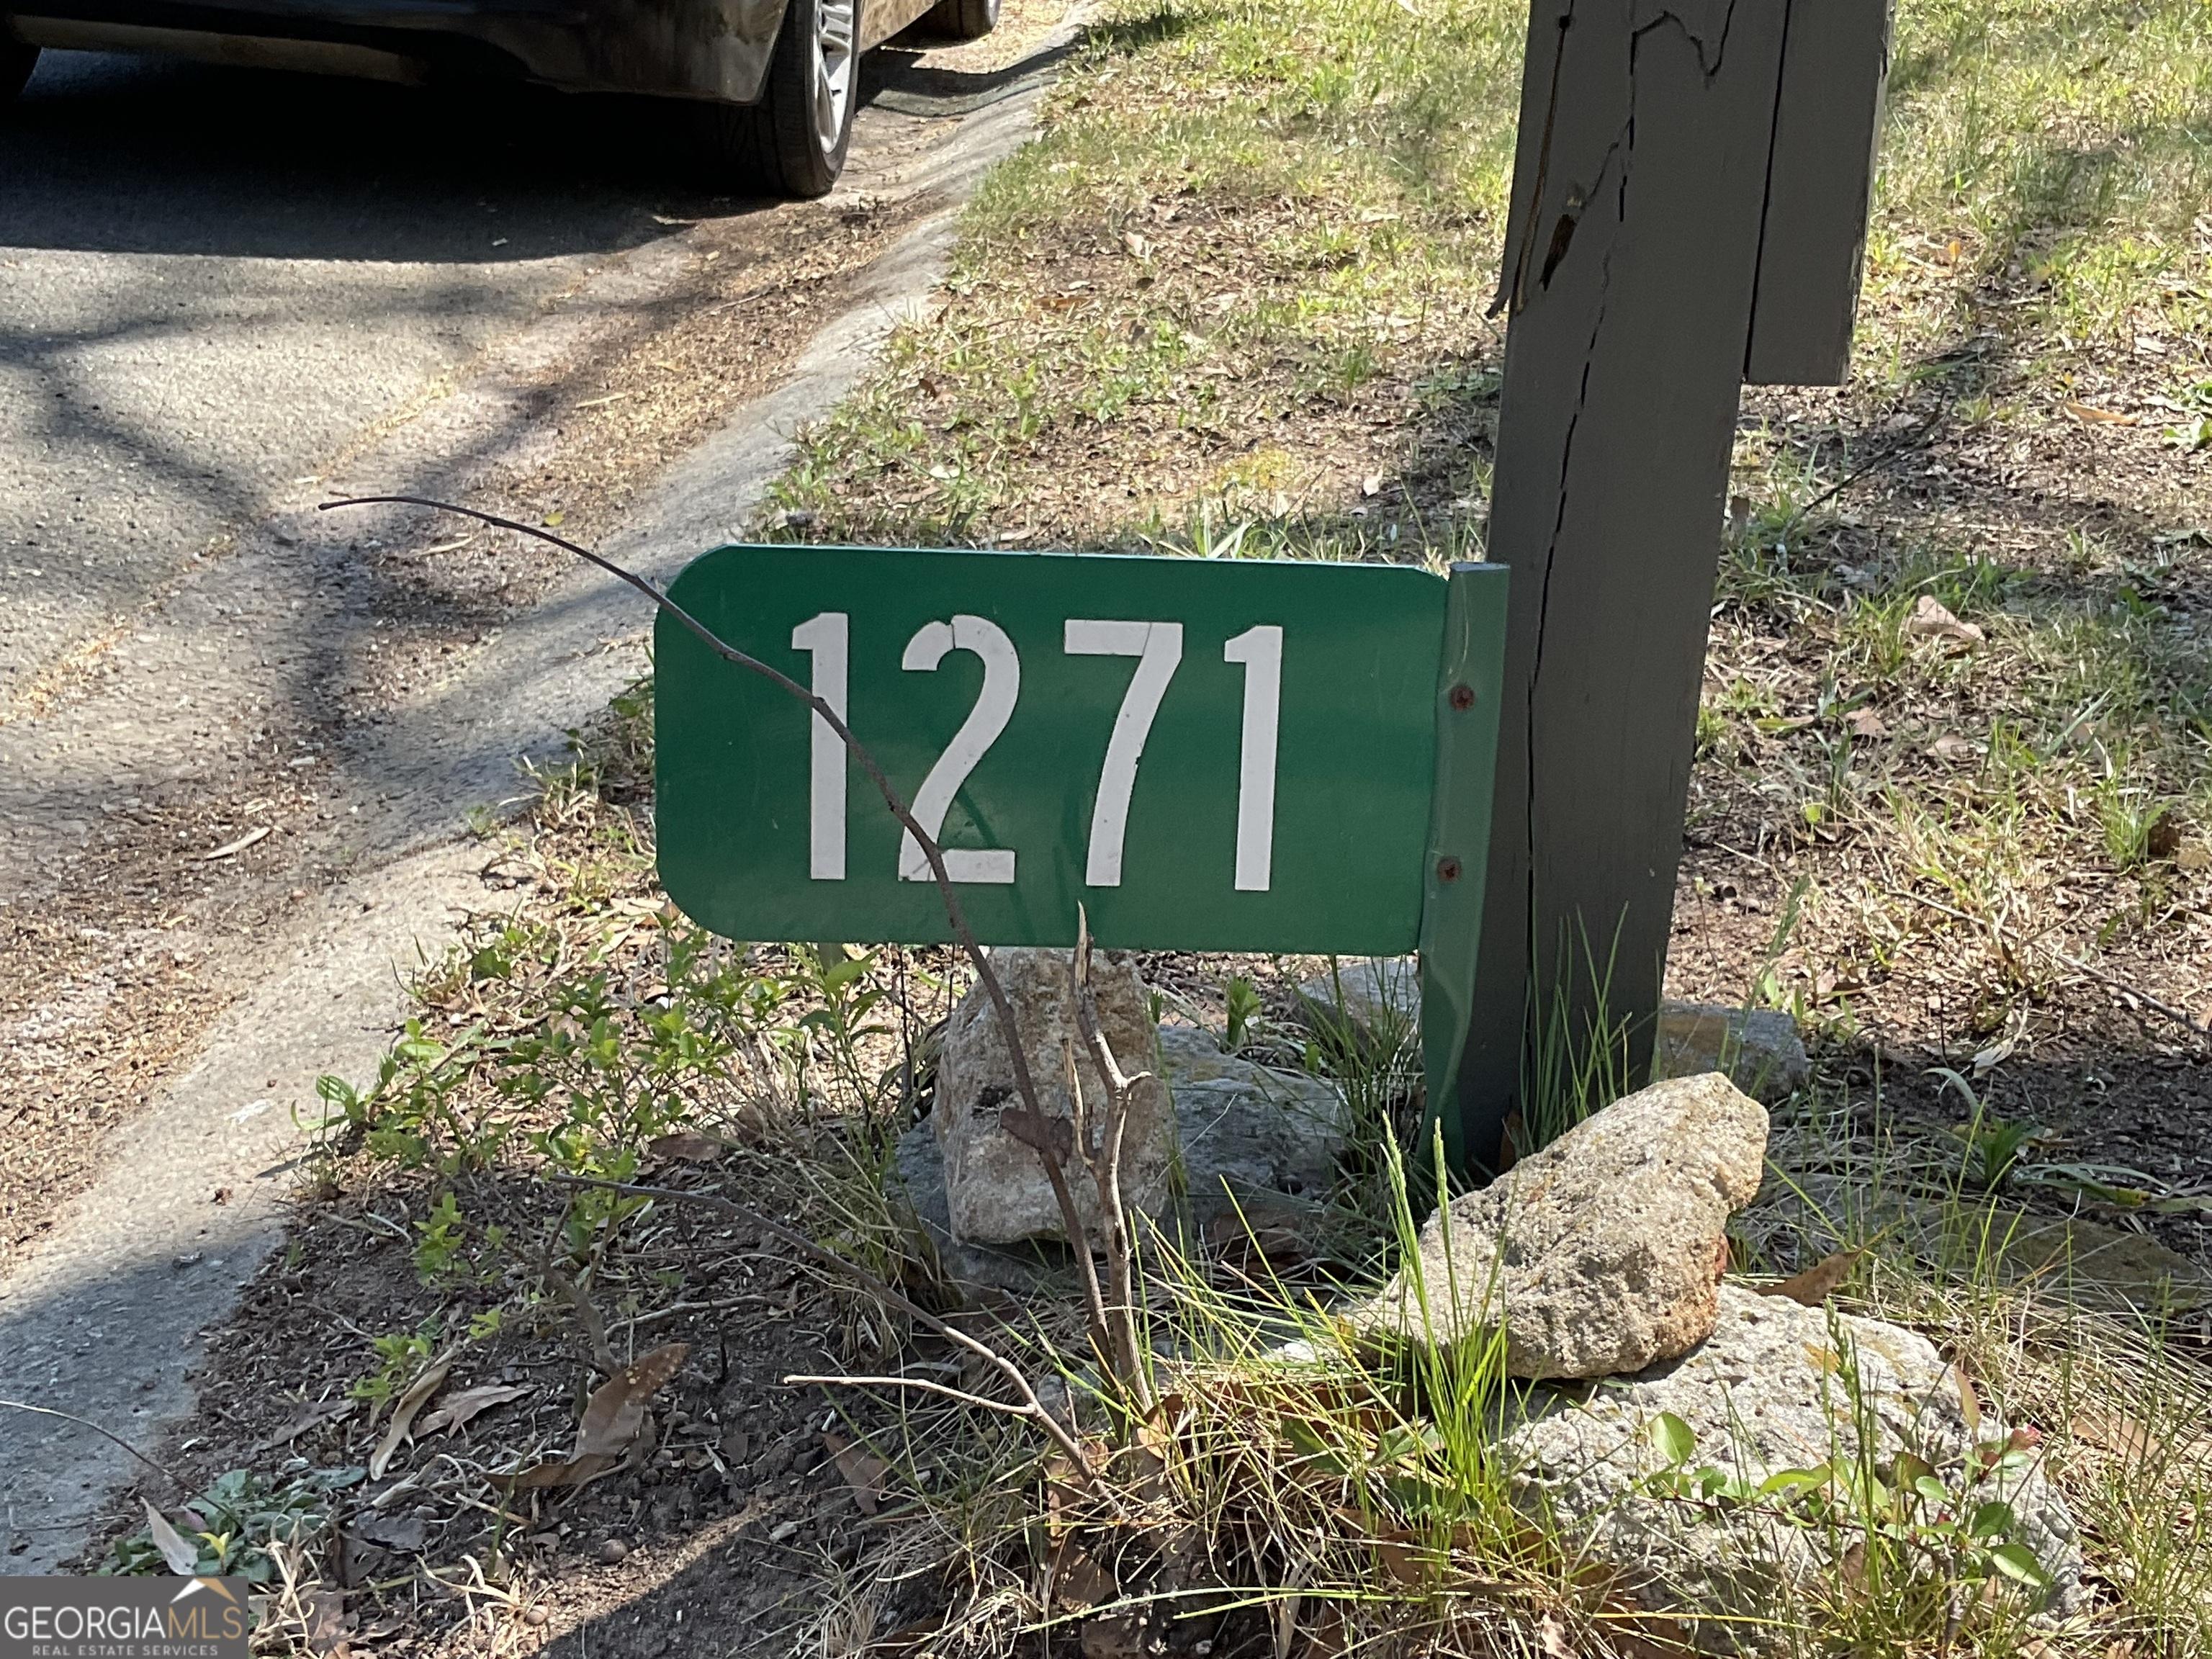 1271
GEORGIAMLS
REAL ESTATE SERVICES